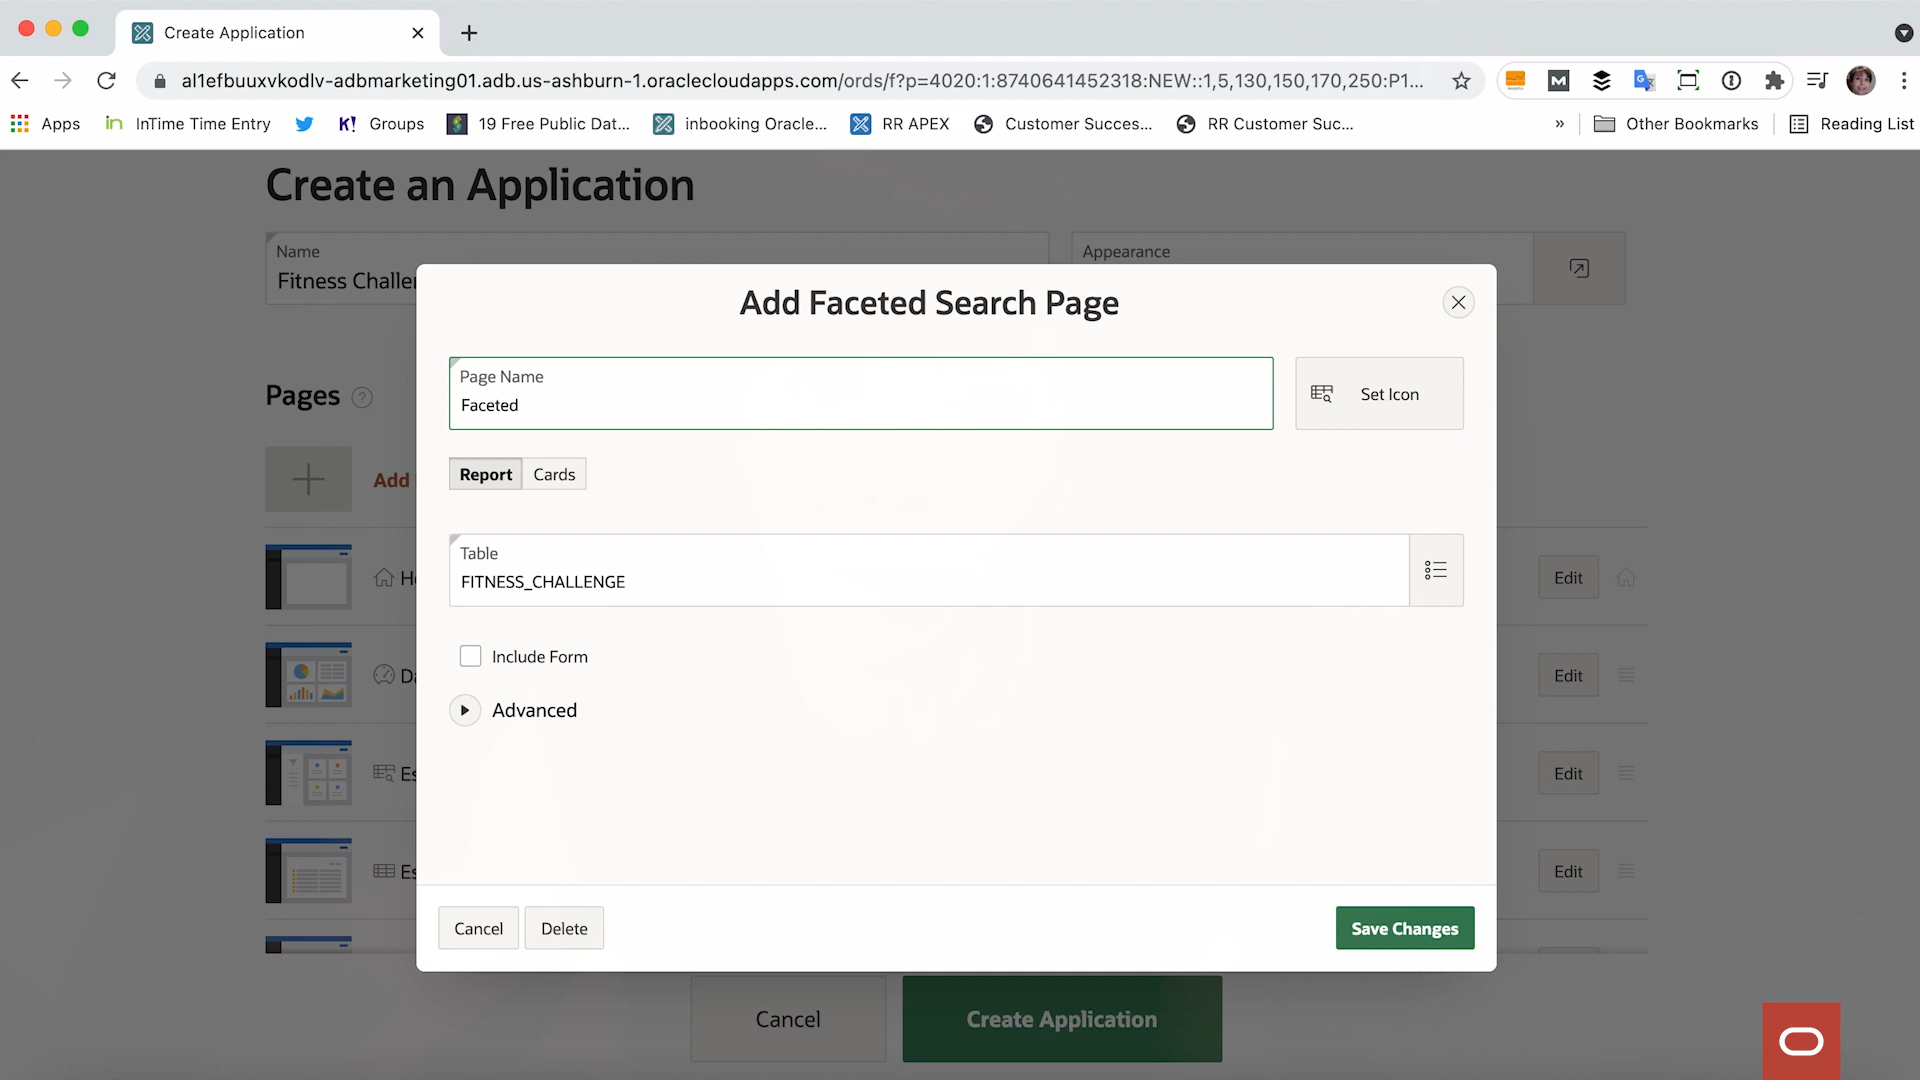 Create Application
al1efbuuxvkodlv-adbmarketing01.adb.us-ashburn-1.oraclecloudapps.com/ords/f?p=4020:1:8740641452318:NEW::1,5,130,150,170,250:P1...
Apps
in InTime Time Entry
K! Groups
19 Free Public Dat...
inbooking Oracle...
RR APEX
Customer Succes...
RR Customer Suc...
»
Other Bookmarks
Reading List
Create an Application
Name
Fitness Challe
Appearance
Add Faceted Search Page
Page Name
Faceted
Set Icon
Pages ?
Report
Cards
Add
Table
FITNESS_CHALLENGE
H
Edit
Include Form
Da
Edit
Advanced
Es
Edit
Es
Edit
Cancel
Delete
Save Changes
Cancel
Create Application